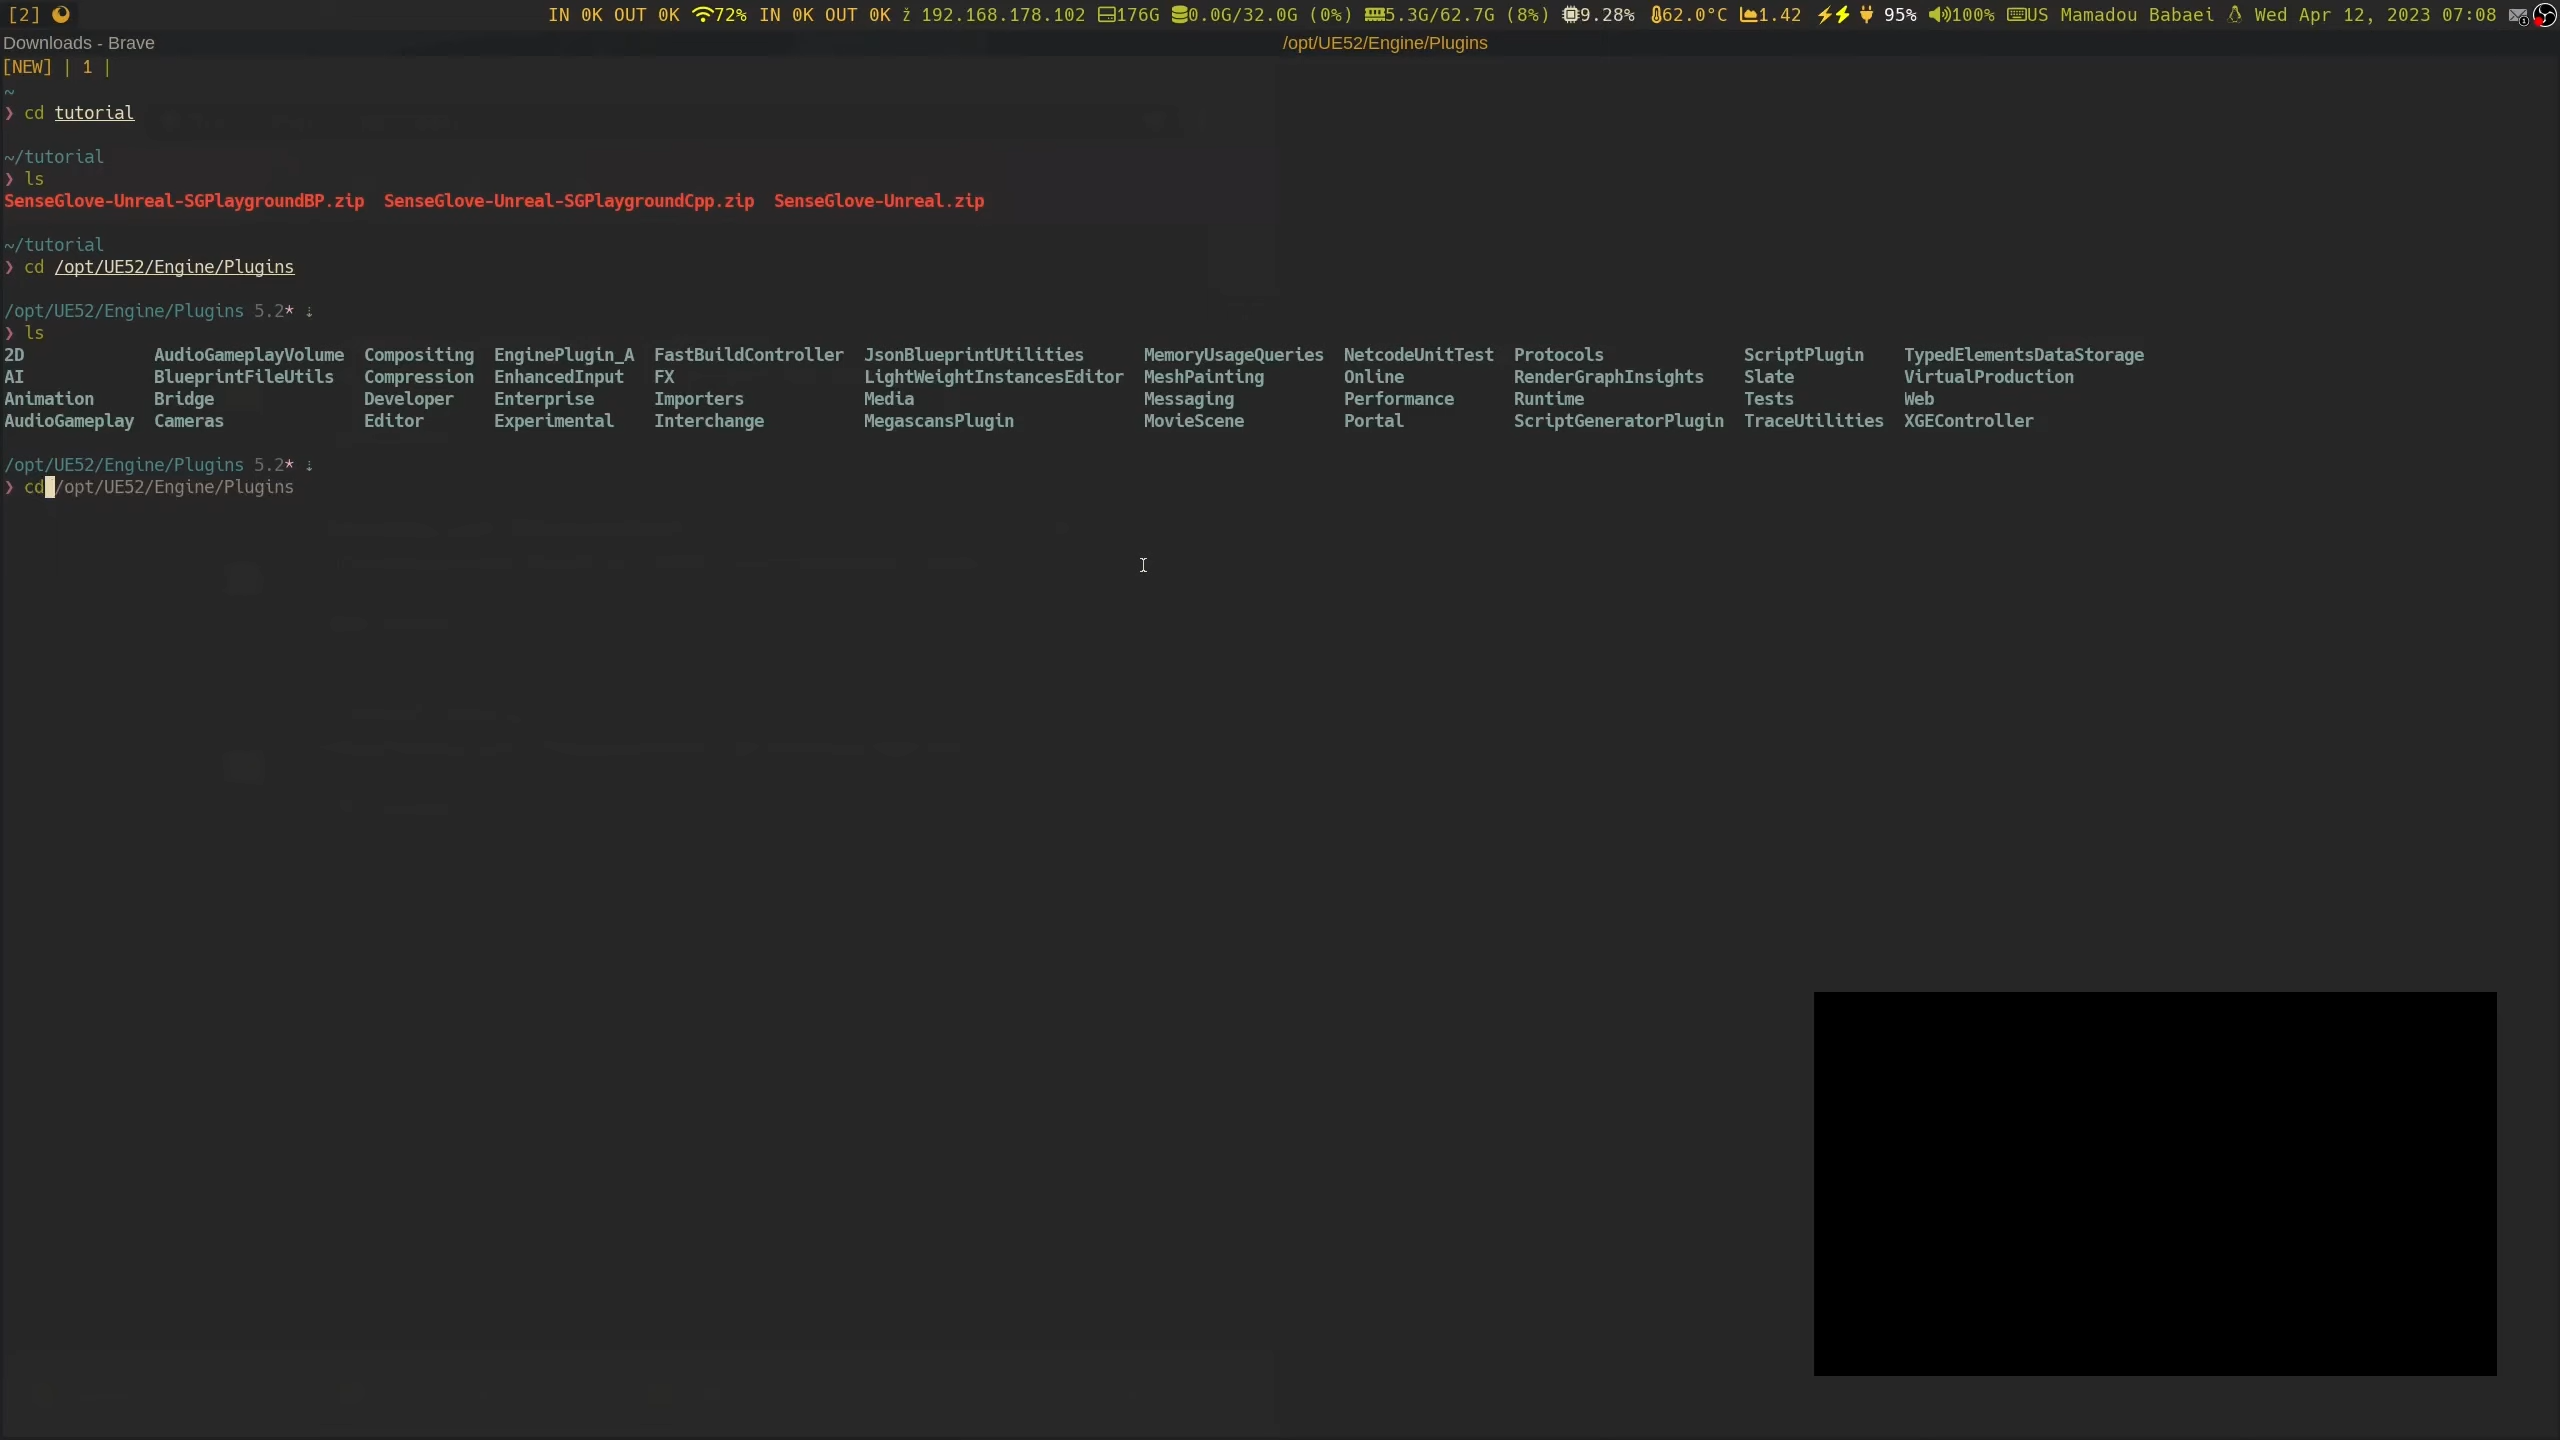 [2] IN 0K OUT 0K 72% IN 0K OUT 0K ž 192.168.178.102 176G 0.0G/32.0G (0%) 5.3G/62.7G (8%) 9.28% 62.0°C 1.42 95% 100% US Mamadou Babaei Wed Apr 12, 2023 07:08
Downloads - Brave /opt/UE52/Engine/Plugins
[NEW] | 1 |
~
❯ cd tutorial
~/tutorial
❯ ls
SenseGlove-Unreal-SGPlaygroundBP.zip SenseGlove-Unreal-SGPlaygroundCpp.zip SenseGlove-Unreal.zip
~/tutorial
❯ cd /opt/UE52/Engine/Plugins
/opt/UE52/Engine/Plugins 5.2* ⇣
❯ ls
2D AudioGameplayVolume Compositing EnginePlugin_A FastBuildController JsonBlueprintUtilities MemoryUsageQueries NetcodeUnitTest Protocols ScriptPlugin TypedElementsDataStorage
AI BlueprintFileUtils Compression EnhancedInput FX LightWeightInstancesEditor MeshPainting Online RenderGraphInsights Slate VirtualProduction
Animation Bridge Developer Enterprise Importers Media Messaging Performance Runtime Tests Web
AudioGameplay Cameras Editor Experimental Interchange MegascansPlugin MovieScene Portal ScriptGeneratorPlugin TraceUtilities XGEController
/opt/UE52/Engine/Plugins 5.2* ⇣
❯ cd /opt/UE52/Engine/Plugins